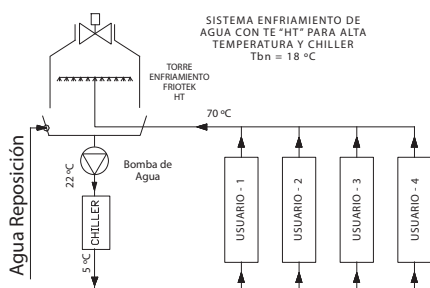 SISTEMA ENFRIAMIENTO DE
AGUA CON TE "HT" PARA ALTA
TEMPERATURA Y CHILLER
Tbn = 18 ºC
TORRE
ENFRIAMIENTO
FRIOTEK
HT
70 ºC
Agua Reposición
22 ºC
Bomba de
Agua
CHILLER
5 ºC
USUARIO - 1
USUARIO - 2
USUARIO - 3
USUARIO - 4